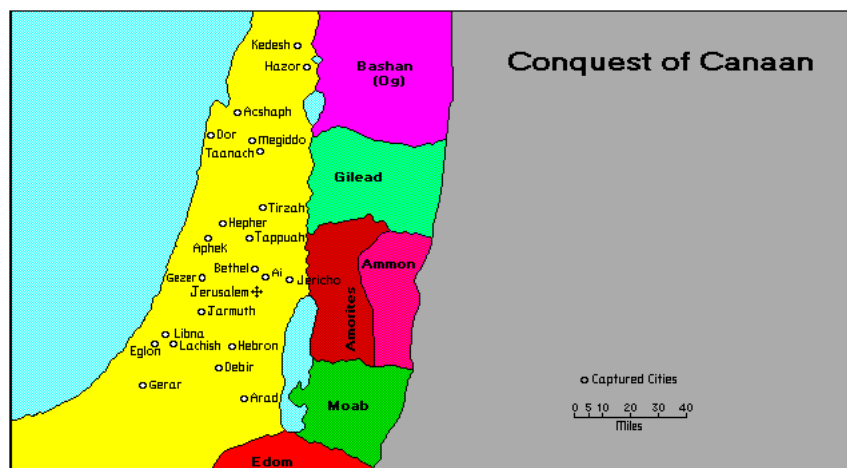 Conquest of Canaan
Kedesh
Hazor
Bashan
(Og)
Acshaph
Dor
Megiddo
Taanach
Gilead
Tirzah
Hepher
Aphek
Tappuah
Bethel
Ai
Jericho
Gezer
Jerusalem
Ammon
Amorites
Jarmuth
Libna
Eglon
Lachish
Hebron
Debir
Gerar
Arad
Moab
Edom
Captured Cities
0 5 10 20 30 40
Miles